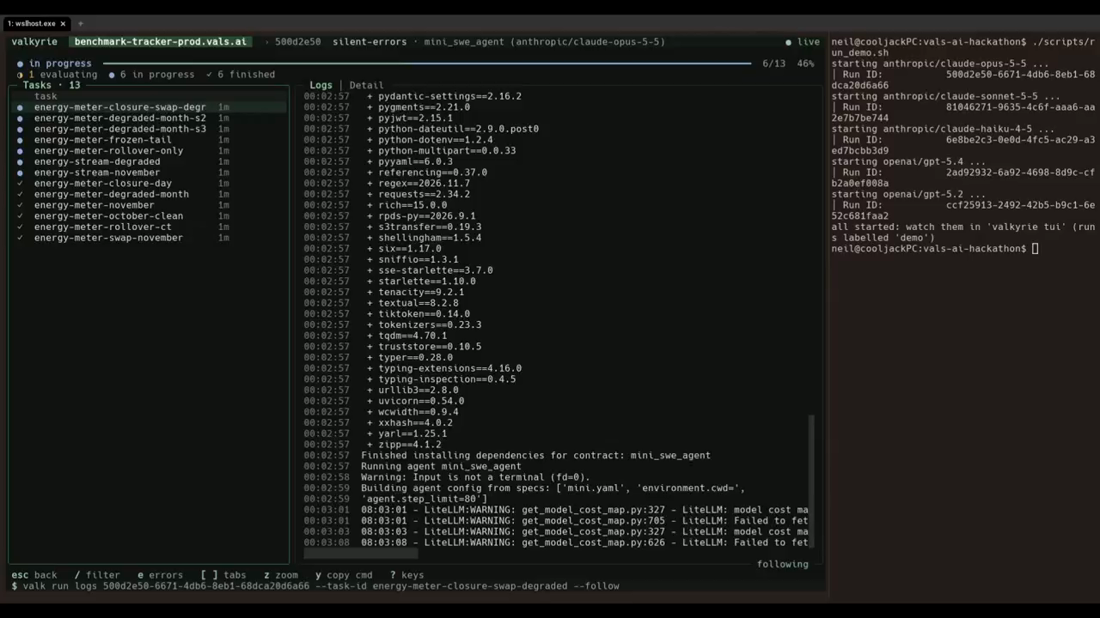 1: wslhost.exe × +
valkyrie benchmark-tracker-prod.vals.ai · 500d2e50 silent-errors · mini_swe_agent (anthropic/claude-opus-5-5) ● live
● in progress 6/13 46%
◑ 1 evaluating ● 6 in progress ✓ 6 finished
Tasks · 13
task
● energy-meter-closure-swap-degr 1m
● energy-meter-degraded-month-s2 1m
● energy-meter-degraded-month-s3 1m
● energy-meter-frozen-tail 1m
● energy-meter-rollover-only 1m
● energy-stream-degraded 1m
● energy-stream-november 1m
✓ energy-meter-closure-day 1m
✓ energy-meter-degraded-month 1m
✓ energy-meter-november 1m
✓ energy-meter-october-clean 1m
✓ energy-meter-rollover-ct 1m
✓ energy-meter-swap-november 1m
Logs | Detail
00:02:57 + pydantic-settings==2.16.2
00:02:57 + pygments==2.21.0
00:02:57 + pyjwt==2.15.1
00:02:57 + python-dateutil==2.9.0.post0
00:02:57 + python-dotenv==1.2.4
00:02:57 + python-multipart==0.0.33
00:02:57 + pyyaml==6.0.3
00:02:57 + referencing==0.37.0
00:02:57 + regex==2026.11.7
00:02:57 + requests==2.34.2
00:02:57 + rich==15.0.0
00:02:57 + rpds-py==2026.9.1
00:02:57 + s3transfer==0.19.3
00:02:57 + shellingham==1.5.4
00:02:57 + six==1.17.0
00:02:57 + sniffio==1.3.1
00:02:57 + sse-starlette==3.7.0
00:02:57 + starlette==1.10.0
00:02:57 + tenacity==9.2.1
00:02:57 + textual==8.2.8
00:02:57 + tiktoken==0.14.0
00:02:57 + tokenizers==0.23.3
00:02:57 + tqdm==4.70.1
00:02:57 + truststore==0.10.5
00:02:57 + typer==0.28.0
00:02:57 + typing-extensions==4.16.0
00:02:57 + typing-inspection==0.4.5
00:02:57 + urllib3==2.8.0
00:02:57 + uvicorn==0.54.0
00:02:57 + wcwidth==0.9.4
00:02:57 + xxhash==4.0.2
00:02:57 + yarl==1.25.1
00:02:57 + zipp==4.1.2
00:02:57 Finished installing dependencies for contract: mini_swe_agent
00:02:57 Running agent mini_swe_agent
00:02:58 Warning: Input is not a terminal (fd=0).
00:02:59 Building agent config from specs: ['mini.yaml', 'environment.cwd=',
00:02:59 'agent.step_limit=80']
00:03:01 08:03:01 - LiteLLM:WARNING: get_model_cost_map.py:327 - LiteLLM: model cost ma
00:03:01 08:03:01 - LiteLLM:WARNING: get_model_cost_map.py:705 - LiteLLM: Failed to fet
00:03:03 08:03:03 - LiteLLM:WARNING: get_model_cost_map.py:327 - LiteLLM: model cost ma
00:03:08 08:03:08 - LiteLLM:WARNING: get_model_cost_map.py:626 - LiteLLM: Failed to fet
following
esc back / filter e errors [ ] tabs z zoom y copy cmd ? keys
$ valk run logs 500d2e50-6671-4db6-8eb1-68dca20d6a66 --task-id energy-meter-closure-swap-degraded --follow
neil@cooljackPC:vals-ai-hackathon$ ./scripts/r
un_demo.sh
starting anthropic/claude-opus-5-5 ...
| Run ID: 500d2e50-6671-4db6-8eb1-68
dca20d6a66
starting anthropic/claude-sonnet-5-5 ...
| Run ID: 81046271-9635-4c6f-aaa6-aa
2e7b7be744
starting anthropic/claude-haiku-4-5 ...
| Run ID: 6e8be2c3-0e0d-4fc5-ac29-a3
ed7bcbb3d9
starting openai/gpt-5.4 ...
| Run ID: 2ad92932-6a92-4698-8d9c-cf
b2a0ef008a
starting openai/gpt-5.2 ...
| Run ID: ccf25913-2492-42b5-b9c1-6e
52c681faa2
all started: watch them in 'valkyrie tui' (run
s labelled 'demo')
neil@cooljackPC:vals-ai-hackathon$